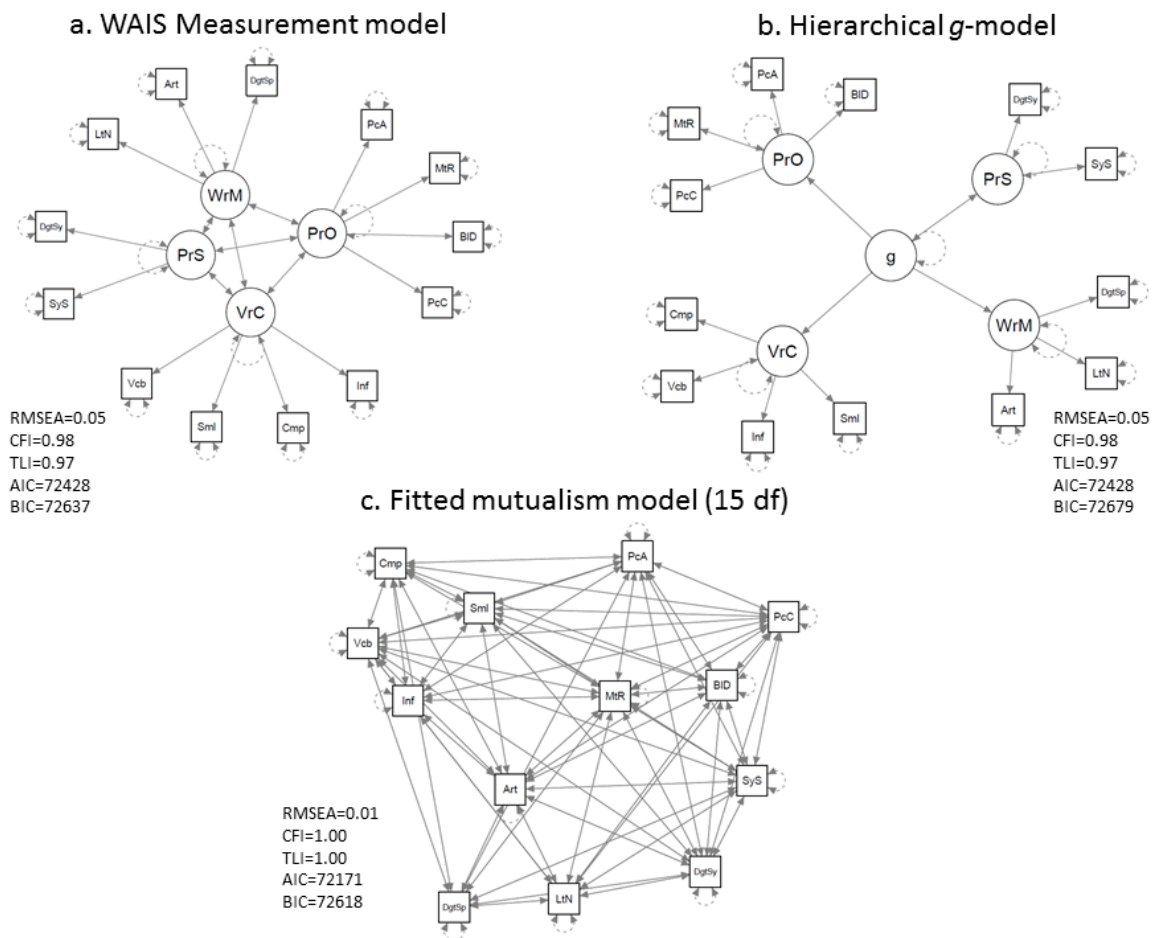 a. WAIS Measurement model
Art
DgtSp
LtN
PcA
MtR
WrM
DgtSy
PrO
BlD
PrS
SyS
VrC
PcC
Vcb
Inf
Sml
Cmp
RMSEA=0.05
CFI=0.98
TLI=0.97
AIC=72428
BIC=72637
b. Hierarchical g-model
PcA
BlD
MtR
DgtSy
PrO
SyS
PcC
PrS
g
Cmp
DgtSp
VrC
WrM
Vcb
LtN
Inf
Sml
Art
RMSEA=0.05
CFI=0.98
TLI=0.97
AIC=72428
BIC=72679
c. Fitted mutualism model (15 df)
Cmp
PcA
Sml
PcC
Vcb
Inf
MtR
BlD
Art
SyS
DgtSy
DgtSp
LtN
RMSEA=0.01
CFI=1.00
TLI=1.00
AIC=72171
BIC=72618